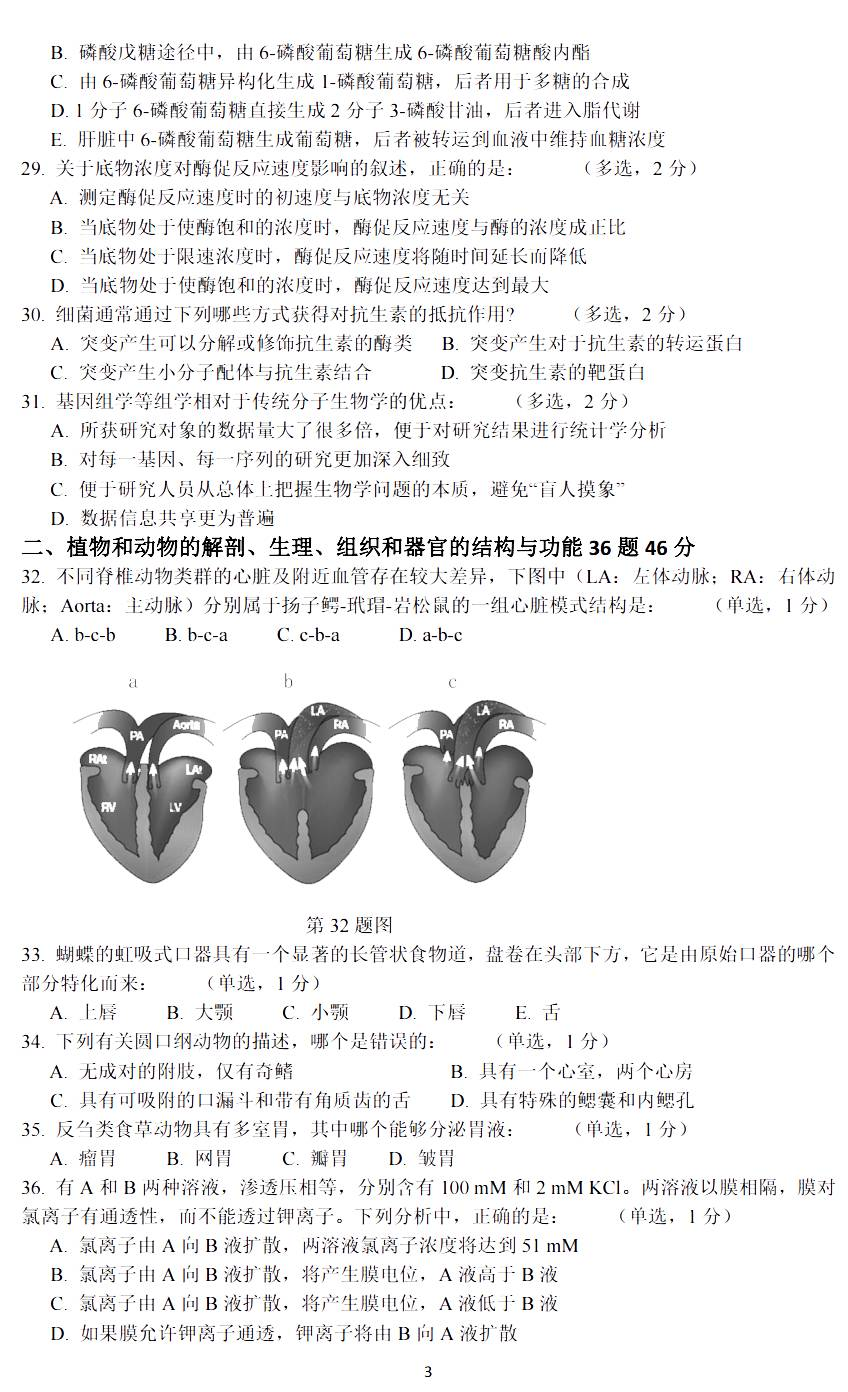 B. 磷酸戊糖途径中，由 6-磷酸葡萄糖生成 6-磷酸葡萄糖酸内酯
C. 由 6-磷酸葡萄糖异构化生成 1-磷酸葡萄糖，后者用于多糖的合成
D. 1 分子 6-磷酸葡萄糖直接生成 2 分子 3-磷酸甘油，后者进入脂代谢
E. 肝脏中 6-磷酸葡萄糖生成葡萄糖，后者被转运到血液中维持血糖浓度
29. 关于底物浓度对酶促反应速度影响的叙述，正确的是： （多选，2 分）
A. 测定酶促反应速度时的初速度与底物浓度无关
B. 当底物处于使酶饱和的浓度时，酶促反应速度与酶的浓度成正比
C. 当底物处于限速浓度时，酶促反应速度将随时间延长而降低
D. 当底物处于使酶饱和的浓度时，酶促反应速度达到最大
30. 细菌通常通过下列哪些方式获得对抗生素的抵抗作用? （多选，2 分）
A. 突变产生可以分解或修饰抗生素的酶类 B. 突变产生对于抗生素的转运蛋白
C. 突变产生小分子配体与抗生素结合 D. 突变抗生素的靶蛋白
31. 基因组学等组学相对于传统分子生物学的优点： （多选，2 分）
A. 所获研究对象的数据量大了很多倍，便于对研究结果进行统计学分析
B. 对每一基因、每一序列的研究更加深入细致
C. 便于研究人员从总体上把握生物学问题的本质，避免“盲人摸象”
D. 数据信息共享更为普遍
二、植物和动物的解剖、生理、组织和器官的结构与功能 36 题 46 分
32. 不同脊椎动物类群的心脏及附近血管存在较大差异，下图中（LA：左体动脉；RA：右体动
脉；Aorta：主动脉）分别属于扬子鳄-玳瑁-岩松鼠的一组心脏模式结构是： （单选，1 分）
A. b-c-b B. b-c-a C. c-b-a D. a-b-c
a b c
PA Aorta RAt LAt RV LV
PA LA RA
PA LA RA
第 32 题图
33. 蝴蝶的虹吸式口器具有一个显著的长管状食物道，盘卷在头部下方，它是由原始口器的哪个
部分特化而来： （单选，1 分）
A. 上唇 B. 大颚 C. 小颚 D. 下唇 E. 舌
34. 下列有关圆口纲动物的描述，哪个是错误的： （单选，1 分）
A. 无成对的附肢，仅有奇鳍 B. 具有一个心室，两个心房
C. 具有可吸附的口漏斗和带有角质齿的舌 D. 具有特殊的鳃囊和内鳃孔
35. 反刍类食草动物具有多室胃，其中哪个能够分泌胃液： （单选，1 分）
A. 瘤胃 B. 网胃 C. 瓣胃 D. 皱胃
36. 有 A 和 B 两种溶液，渗透压相等，分别含有 100 mM 和 2 mM KCl。两溶液以膜相隔，膜对
氯离子有通透性，而不能透过钾离子。下列分析中，正确的是： （单选，1 分）
A. 氯离子由 A 向 B 液扩散，两溶液氯离子浓度将达到 51 mM
B. 氯离子由 A 向 B 液扩散，将产生膜电位，A 液高于 B 液
C. 氯离子由 A 向 B 液扩散，将产生膜电位，A 液低于 B 液
D. 如果膜允许钾离子通透，钾离子将由 B 向 A 液扩散
3